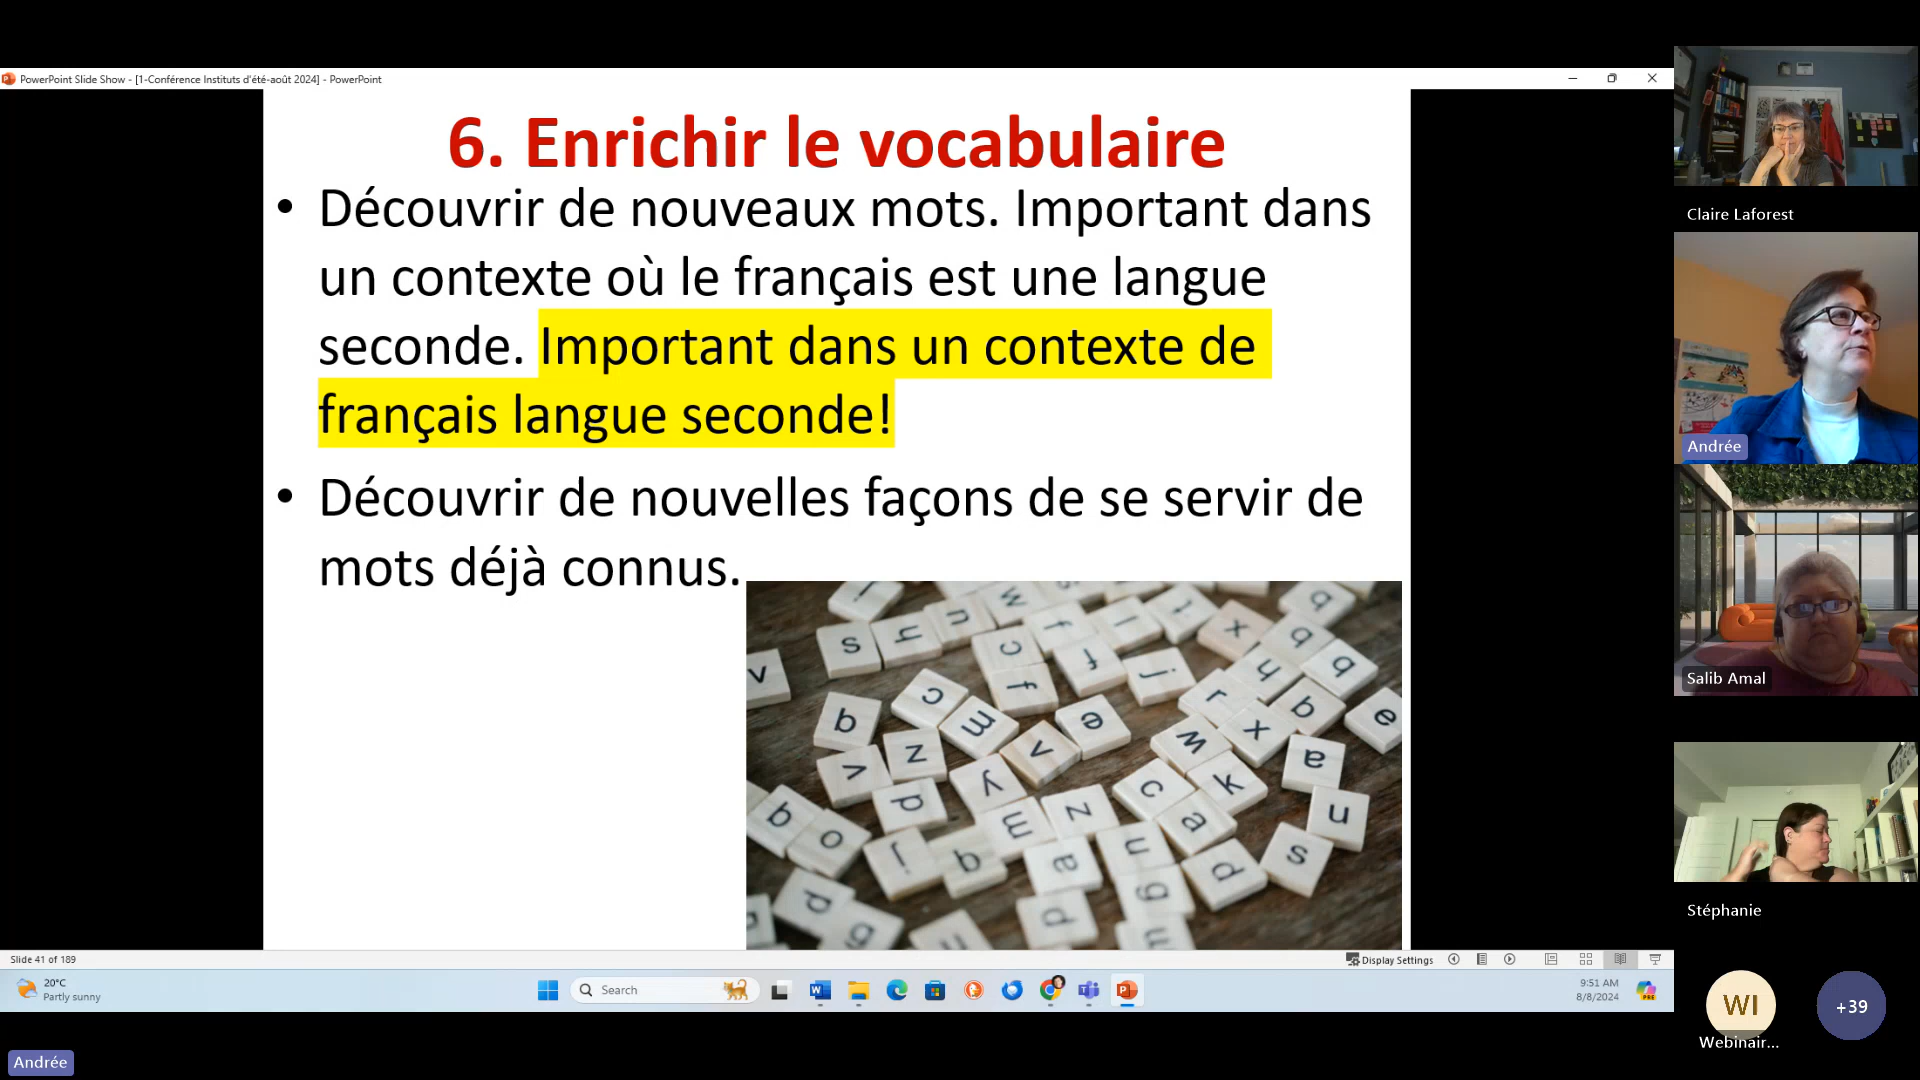 PowerPoint Slide Show - [1-Conférence Instituts d'été-août 2024] - PowerPoint
6. Enrichir le vocabulaire
• Découvrir de nouveaux mots. Important dans
un contexte où le français est une langue
seconde. Important dans un contexte de
français langue seconde!
• Découvrir de nouvelles façons de se servir de
mots déjà connus.
Claire Laforest
Andrée
Salib Amal
Stéphanie
WI
Webinair...
+39
Slide 41 of 189
Display Settings
20°C
Partly sunny
Search
9:51 AM
8/8/2024
Andrée